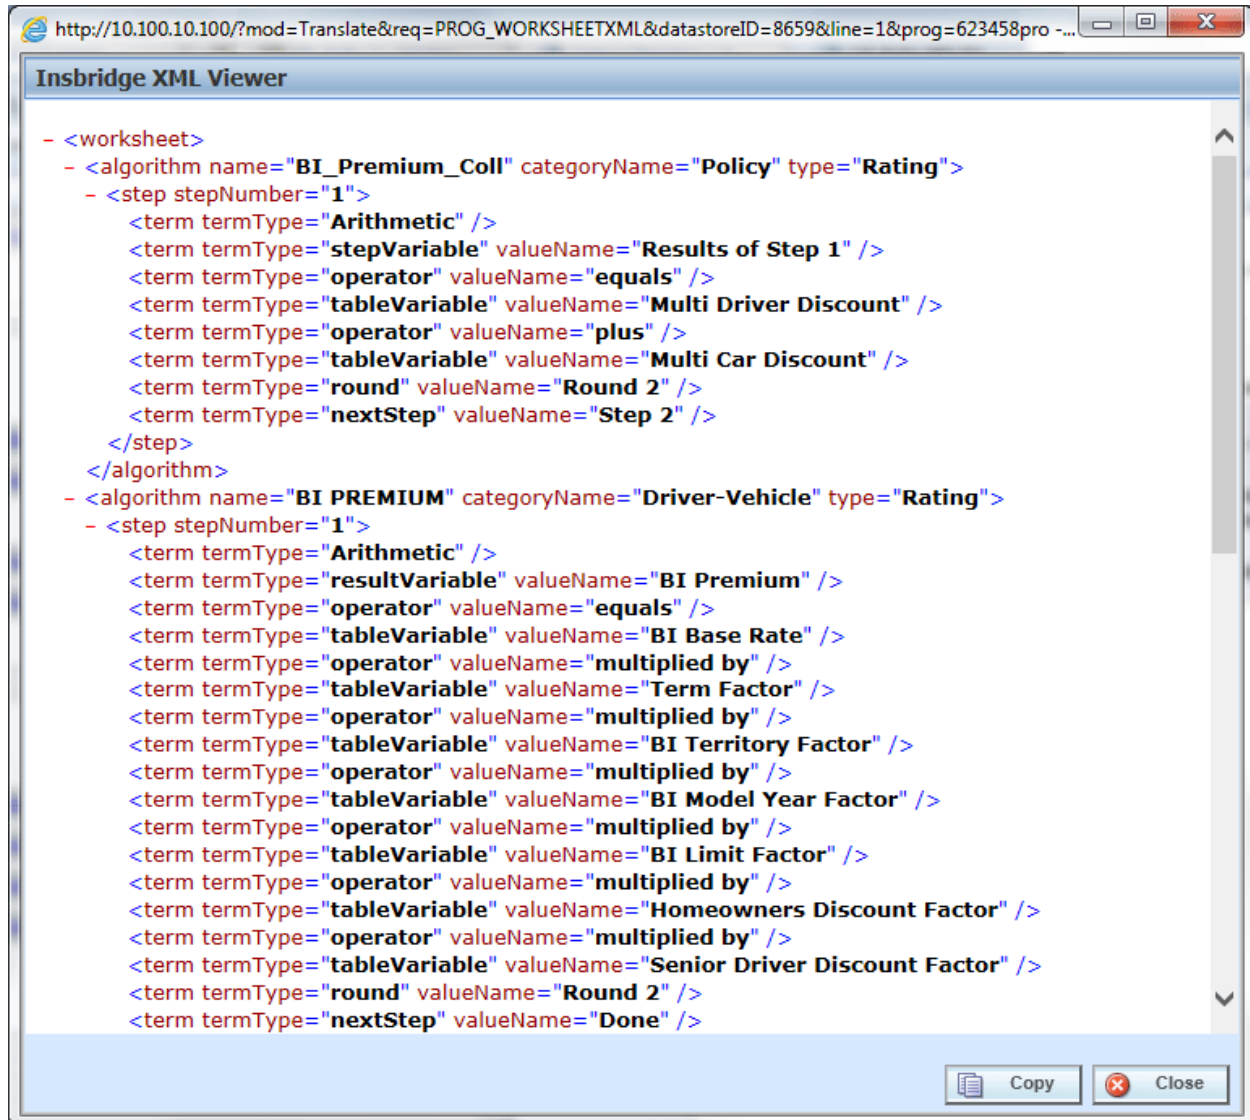 http://10.100.10.100/?mod=Translate&req=PROG_WORKSHEETXML&datastoreID=8659&line=1&prog=623458pro -...
Insbridge XML Viewer
- <worksheet>
- <algorithm name="BI_Premium_Coll" categoryName="Policy" type="Rating">
- <step stepNumber="1">
<term termType="Arithmetic" />
<term termType="stepVariable" valueName="Results of Step 1" />
<term termType="operator" valueName="equals" />
<term termType="tableVariable" valueName="Multi Driver Discount" />
<term termType="operator" valueName="plus" />
<term termType="tableVariable" valueName="Multi Car Discount" />
<term termType="round" valueName="Round 2" />
<term termType="nextStep" valueName="Step 2" />
</step>
</algorithm>
- <algorithm name="BI PREMIUM" categoryName="Driver-Vehicle" type="Rating">
- <step stepNumber="1">
<term termType="Arithmetic" />
<term termType="resultVariable" valueName="BI Premium" />
<term termType="operator" valueName="equals" />
<term termType="tableVariable" valueName="BI Base Rate" />
<term termType="operator" valueName="multiplied by" />
<term termType="tableVariable" valueName="Term Factor" />
<term termType="operator" valueName="multiplied by" />
<term termType="tableVariable" valueName="BI Territory Factor" />
<term termType="operator" valueName="multiplied by" />
<term termType="tableVariable" valueName="BI Model Year Factor" />
<term termType="operator" valueName="multiplied by" />
<term termType="tableVariable" valueName="BI Limit Factor" />
<term termType="operator" valueName="multiplied by" />
<term termType="tableVariable" valueName="Homeowners Discount Factor" />
<term termType="operator" valueName="multiplied by" />
<term termType="tableVariable" valueName="Senior Driver Discount Factor" />
<term termType="round" valueName="Round 2" />
<term termType="nextStep" valueName="Done" />
Copy
Close